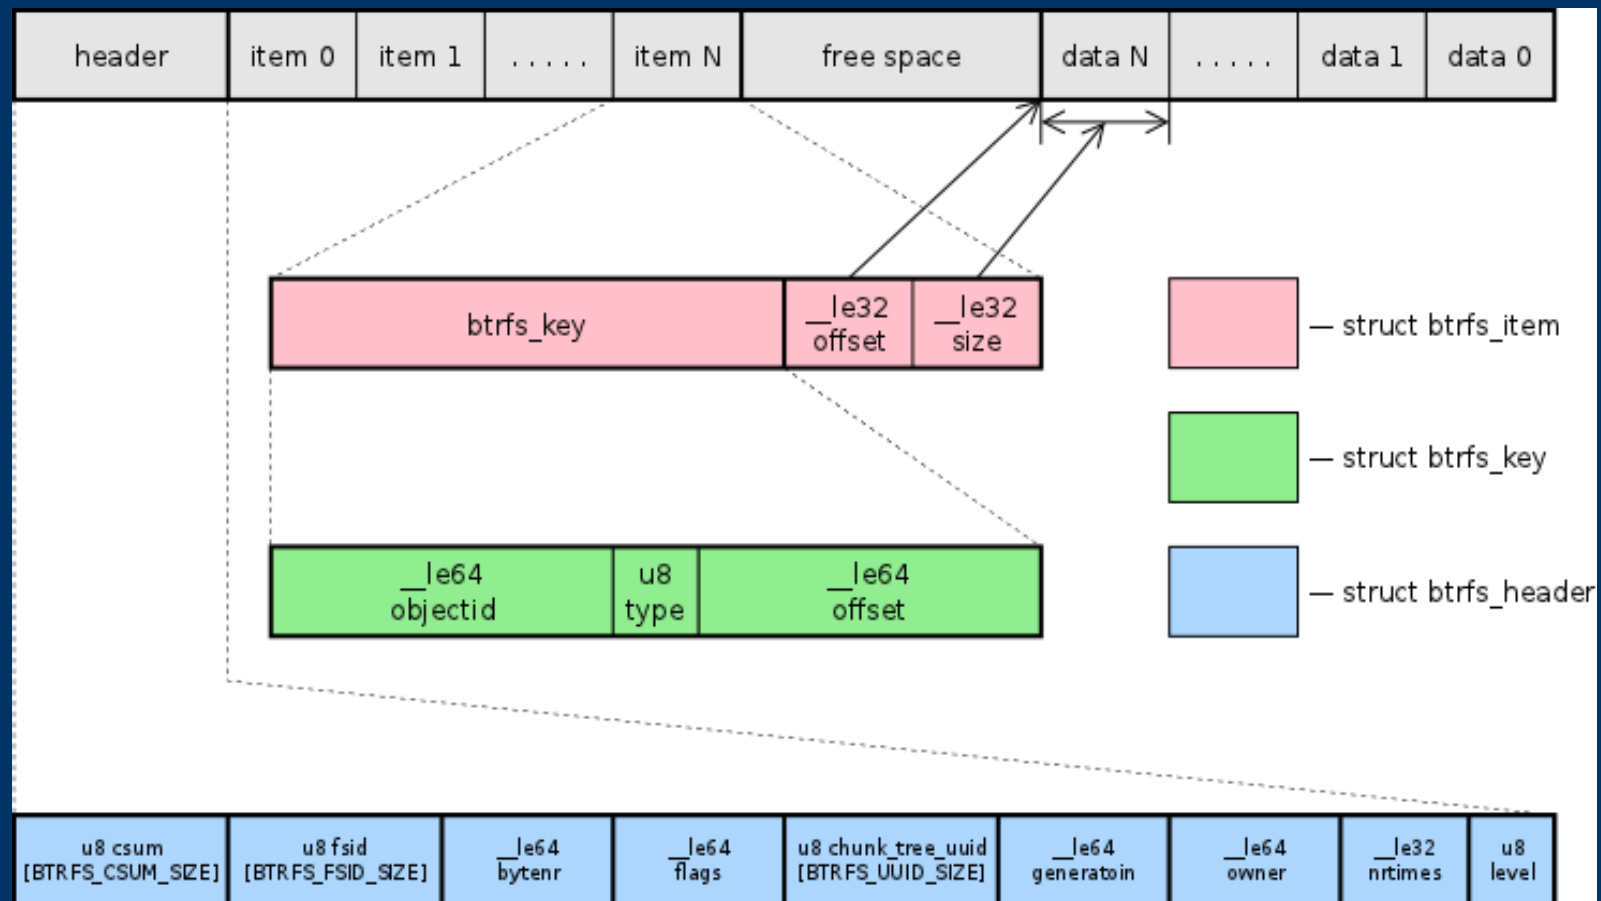 header
item 0
item 1
. . . . .
item N
free space
data N
. . . . .
data 1
data 0
btrfs_key
__le32
offset
__le32
size
— struct btrfs_item
— struct btrfs_key
__le64
objectid
u8
type
__le64
offset
— struct btrfs_header
u8 csum
[BTRFS_CSUM_SIZE]
u8 fsid
[BTRFS_FSID_SIZE]
__le64
bytenr
__le64
flags
u8 chunk_tree_uuid
[BTRFS_UUID_SIZE]
__le64
generatoin
__le64
owner
__le32
nrtimes
u8
level